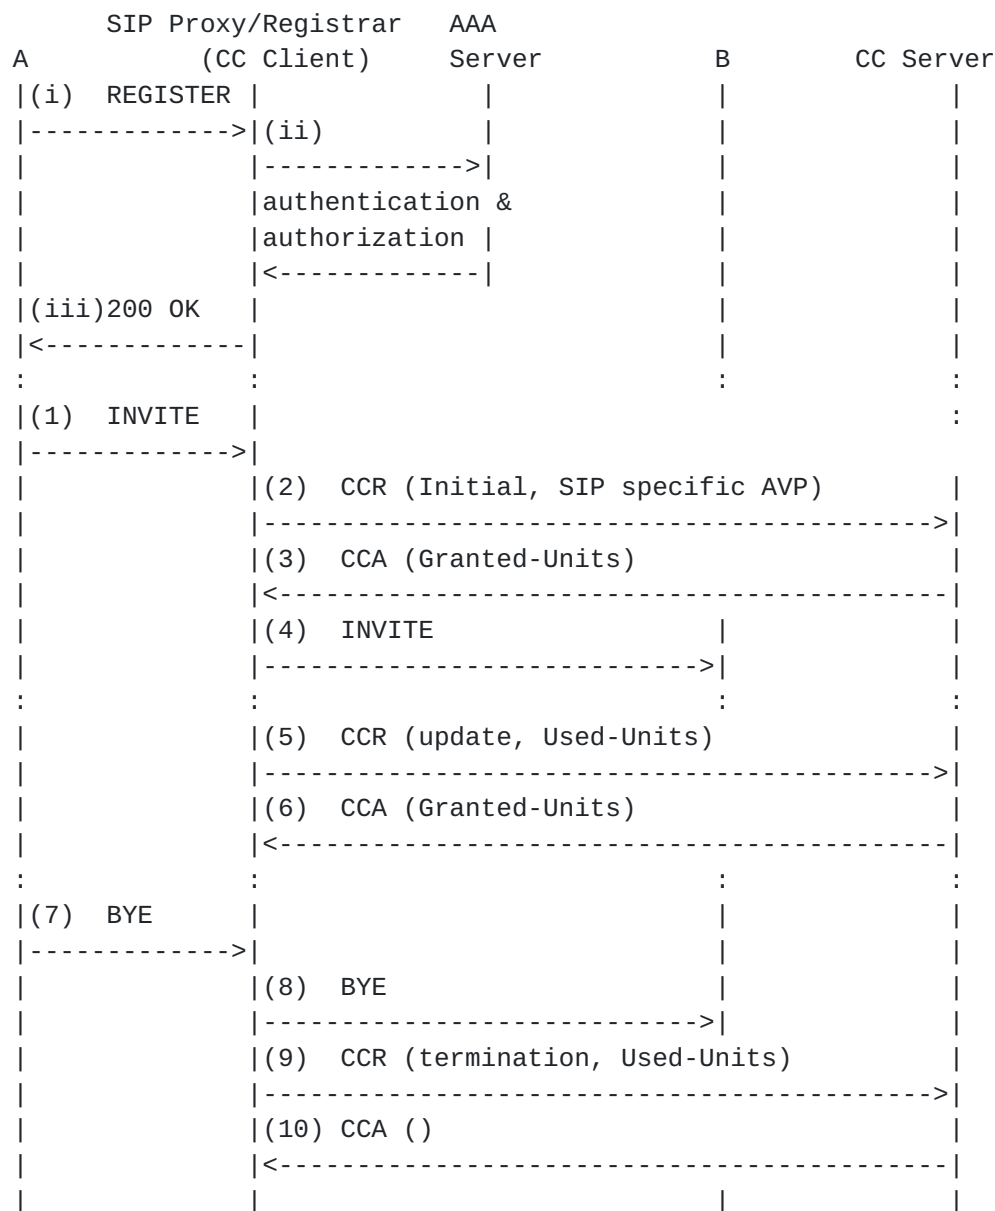 SIP Proxy/Registrar   AAA
A           (CC Client)     Server           B        CC Server
|(i)  REGISTER |              |              |              |
|------------->|(ii)          |              |              |
|              |------------->|              |              |
|              |authentication &             |              |
|              |authorization |              |              |
|              |<-------------|              |              |
|(iii)200 OK   |                             |              |
|<-------------|                             |              |
:              :                             :              :
|(1)  INVITE   |                                            :
|------------->|
|              |(2)  CCR (Initial, SIP specific AVP)        |
|              |------------------------------------------->|
|              |(3)  CCA (Granted-Units)                    |
|              |<-------------------------------------------|
|              |(4)  INVITE                  |              |
|              |---------------------------->|              |
:              :                             :              :
|              |(5)  CCR (update, Used-Units)               |
|              |------------------------------------------->|
|              |(6)  CCA (Granted-Units)                    |
|              |<-------------------------------------------|
:              :                             :              :
|(7)  BYE      |                             |              |
|------------->|                             |              |
|              |(8)  BYE                     |              |
|              |---------------------------->|              |
|              |(9)  CCR (termination, Used-Units)          |
|              |------------------------------------------->|
|              |(10) CCA ()                                 |
|              |<-------------------------------------------|
|              |                             |              |